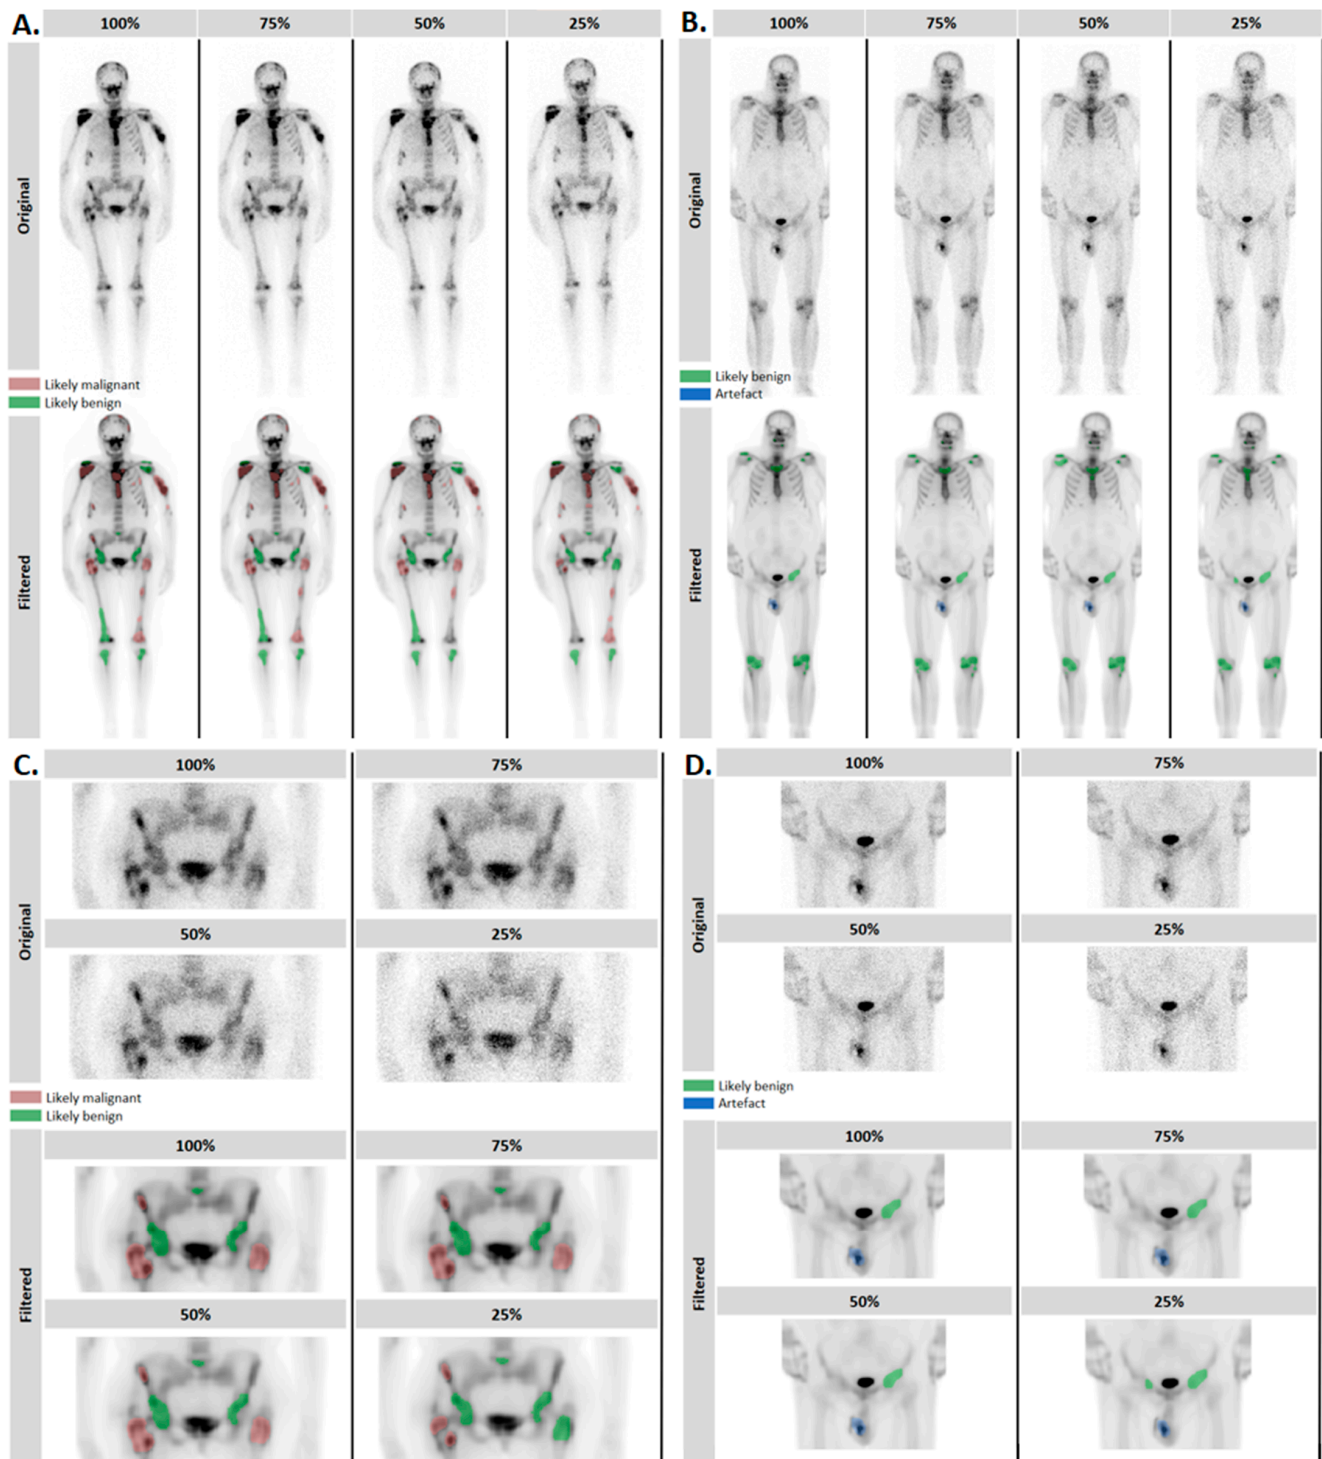 A. 100% 75% 50% 25%
Original
Likely malignant
Likely benign
Filtered
B. 100% 75% 50% 25%
Original
Likely benign
Artefact
Filtered
C. 100% 75%
Original
50% 25%
Likely malignant
Likely benign
100% 75%
Filtered
50% 25%
D. 100% 75%
Original
50% 25%
Likely benign
Artefact
100% 75%
Filtered
50% 25%